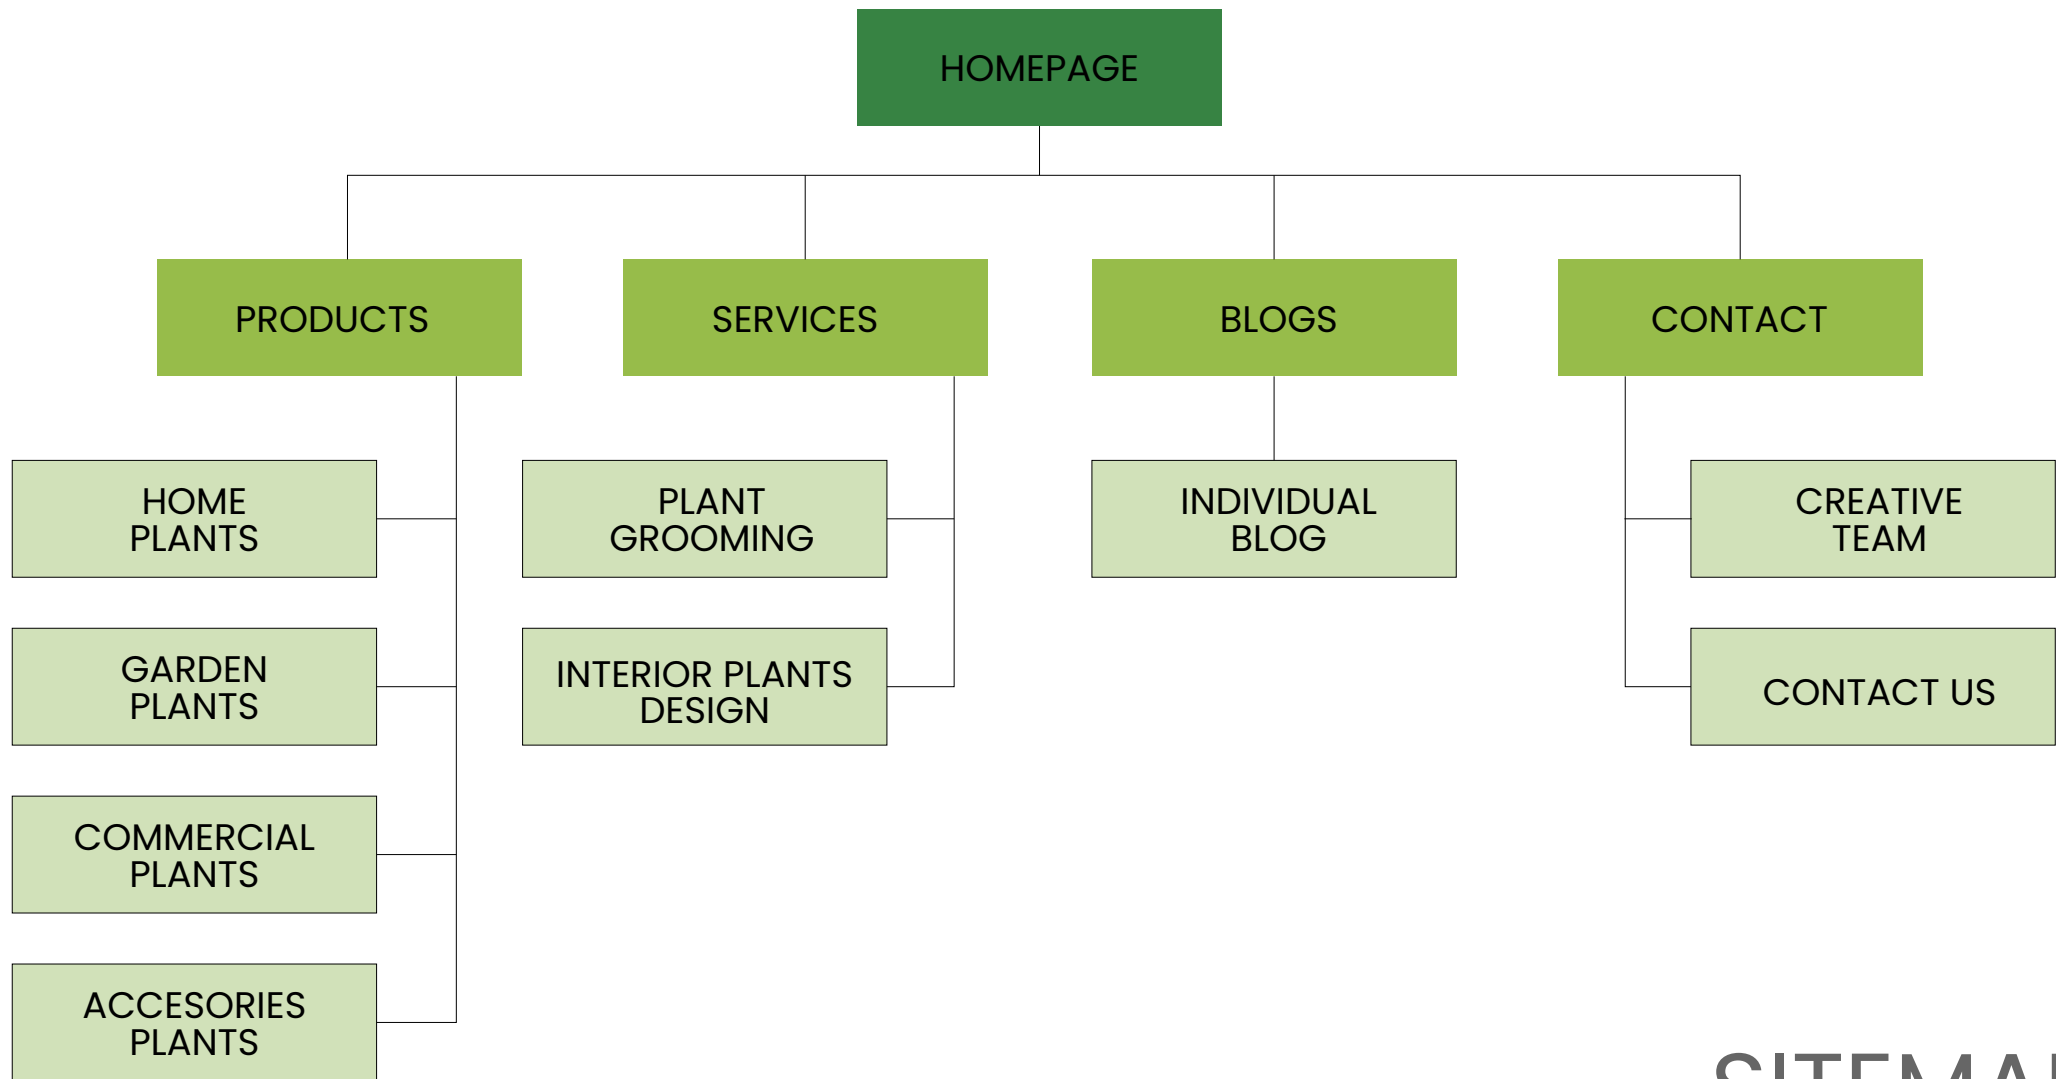 HOMEPAGE
PRODUCTS
SERVICES
BLOGS
CONTACT
HOME
PLANTS
PLANT
GROOMING
INDIVIDUAL
BLOG
CREATIVE
TEAM
GARDEN
PLANTS
INTERIOR PLANTS
DESIGN
CONTACT US
COMMERCIAL
PLANTS
ACCESORIES
PLANTS
SITEMAP